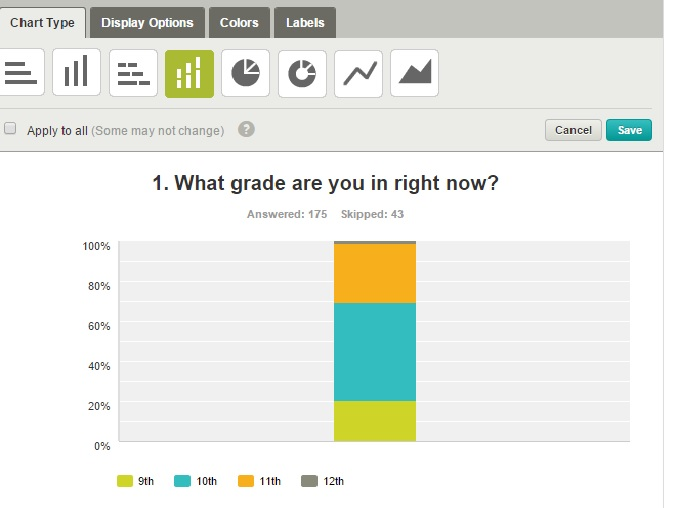 Chart Type Display Options Colors Labels
Apply to all (Some may not change) ? Cancel Save
1. What grade are you in right now?
Answered: 175 Skipped: 43
100%
80%
60%
40%
20%
0%
9th 10th 11th 12th